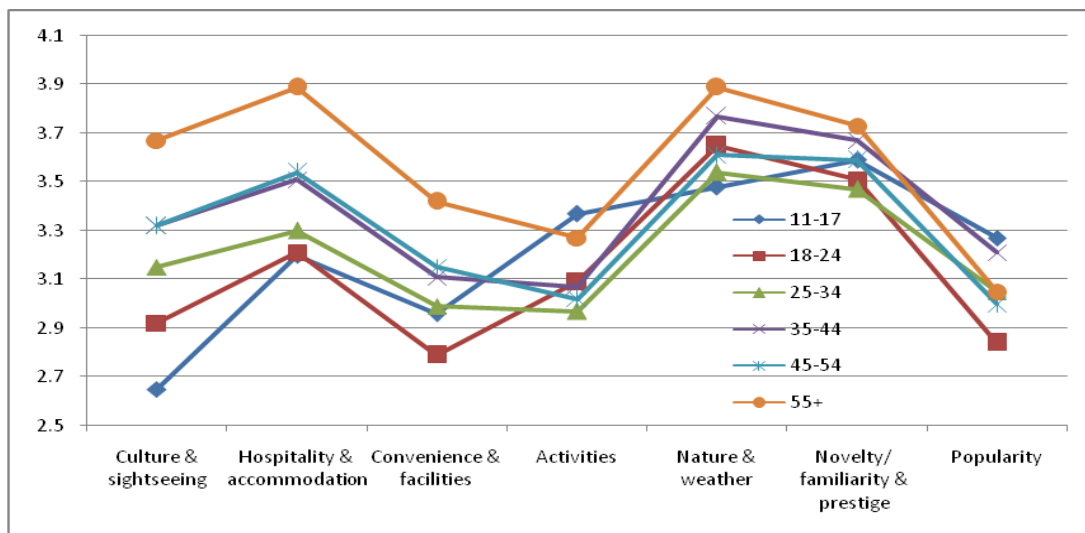 4.1
3.9
3.7
3.5
3.3
3.1
2.9
2.7
2.5
11-17
18-24
25-34
35-44
45-54
55+
Culture &
sightseeing
Hospitality &
accommodation
Convenience &
facilities
Activities
Nature &
weather
Novelty/
familiarity &
prestige
Popularity